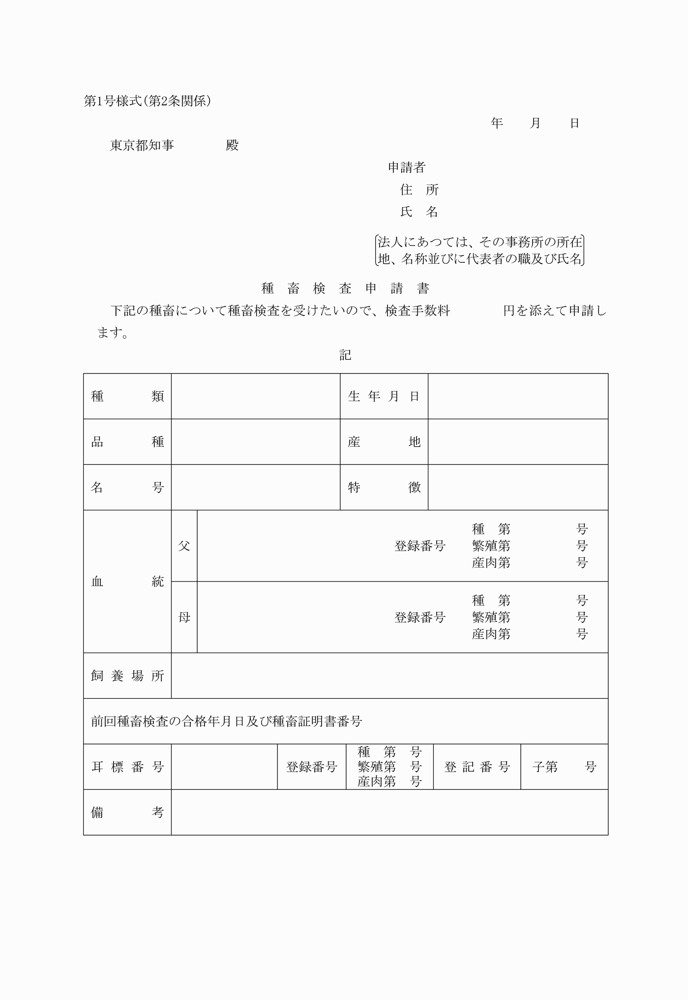 第1号様式(第2条関係)
年　　月　　日
東京都知事　　　　殿
申請者
住　所
氏　名
法人にあつては、その事務所の所在
地、名称並びに代表者の職及び氏名
種　畜　検　査　申　請　書
下記の種畜について種畜検査を受けたいので、検査手数料　　　　円を添えて申請し
ます。
記
種　　　類　　　生年月日
品　　　種　　　産　　　地
名　　　号　　　特　　　徴
血　　　統
父
登録番号
種　第　　　　　号
繁殖第　　　　　号
産肉第　　　　　号
母
登録番号
種　第　　　　　号
繁殖第　　　　　号
産肉第　　　　　号
飼養場所
前回種畜検査の合格年月日及び種畜証明書番号
耳標番号
登録番号
種　第　号
繁殖第　号
産肉第　号
登記番号
子第　　号
備　　　考